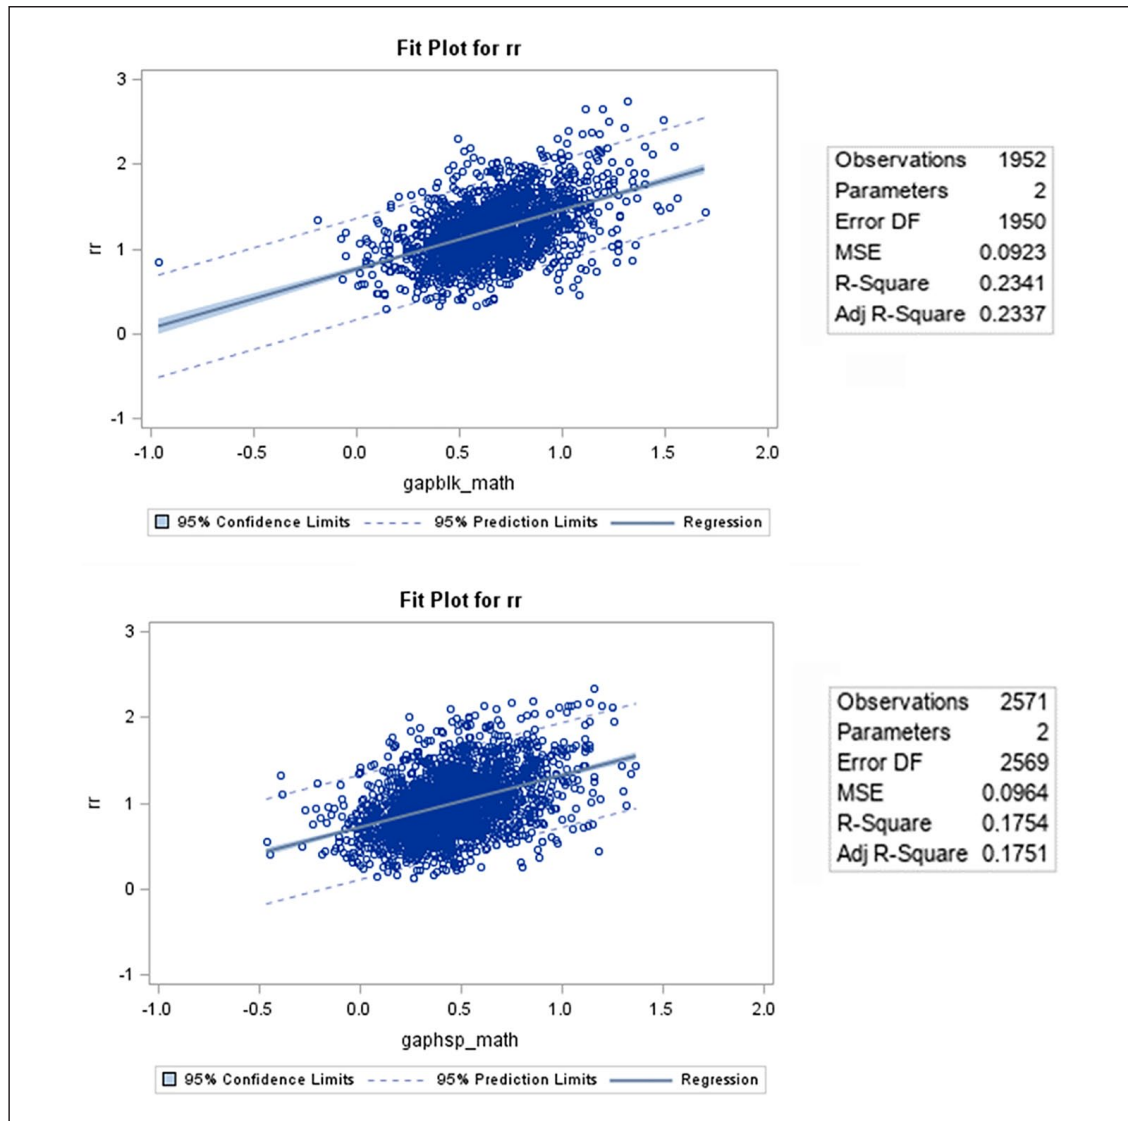 Fit Plot for rr
3
2
1
0
-1
rr
-1.0 -0.5 0.0 0.5 1.0 1.5 2.0
gapblk_math
95% Confidence Limits 95% Prediction Limits Regression
Observations 1952
Parameters 2
Error DF 1950
MSE 0.0923
R-Square 0.2341
Adj R-Square 0.2337
Fit Plot for rr
3
2
1
0
-1
rr
-1.0 -0.5 0.0 0.5 1.0 1.5 2.0
gaphsp_math
95% Confidence Limits 95% Prediction Limits Regression
Observations 2571
Parameters 2
Error DF 2569
MSE 0.0964
R-Square 0.1754
Adj R-Square 0.1751